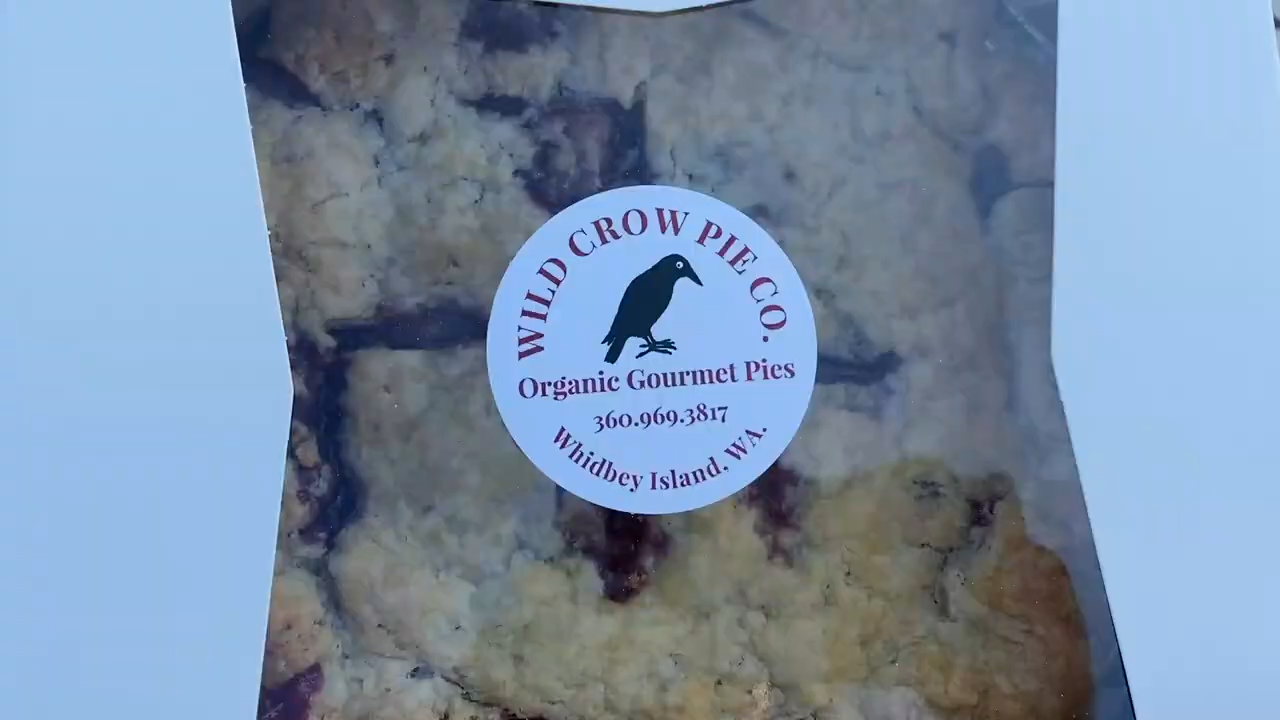 WILD CROW PIE CO.
Organic Gourmet Pies
360.969.3817
Whidbey Island, WA.